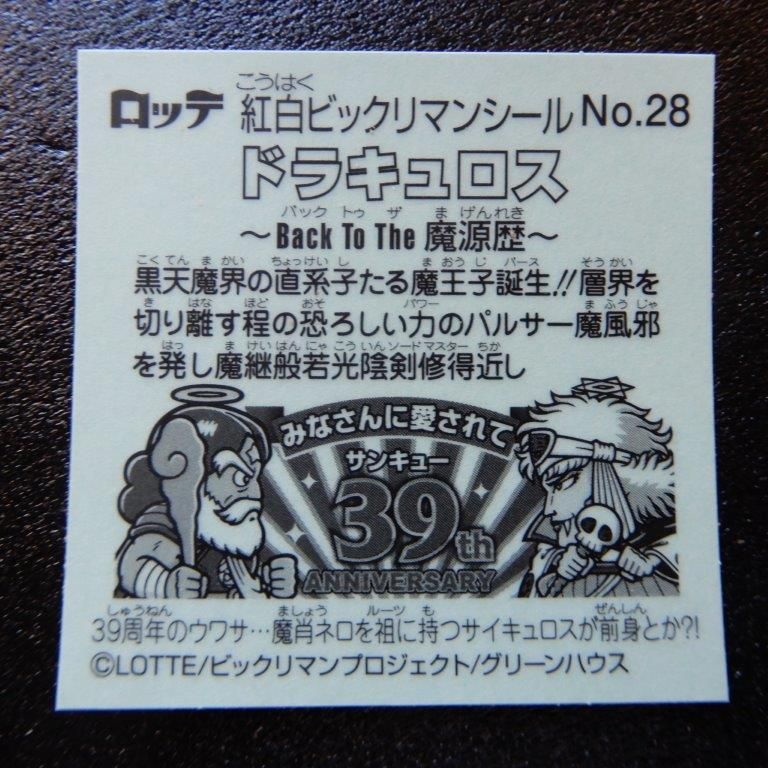 ロッテ 紅白ビックリマンシール No.28
こうはく
ドラキュロス
バック トゥ ザ ま げんれき
～Back To The 魔源歴～
こくてん ま かい ちょっけい し ま おうじ バース そうかい
黒天魔界の直系子たる魔王子誕生!!層界を
き はな ほど おそ パワー ま ふう じゃ
切り離す程の恐ろしい力のパルサー魔風邪
はっ ま けい はん にゃ こう いん ソードマスター ちか
を発し魔継般若光陰剣修得近し
みなさんに愛されて
サンキュー
39th
ANNIVERSARY
しゅうねん ましょう ルーツ も ぜんしん
39周年のウワサ…魔肖ネロを祖に持つサイキュロスが前身とか?!
©LOTTE/ビックリマンプロジェクト/グリーンハウス